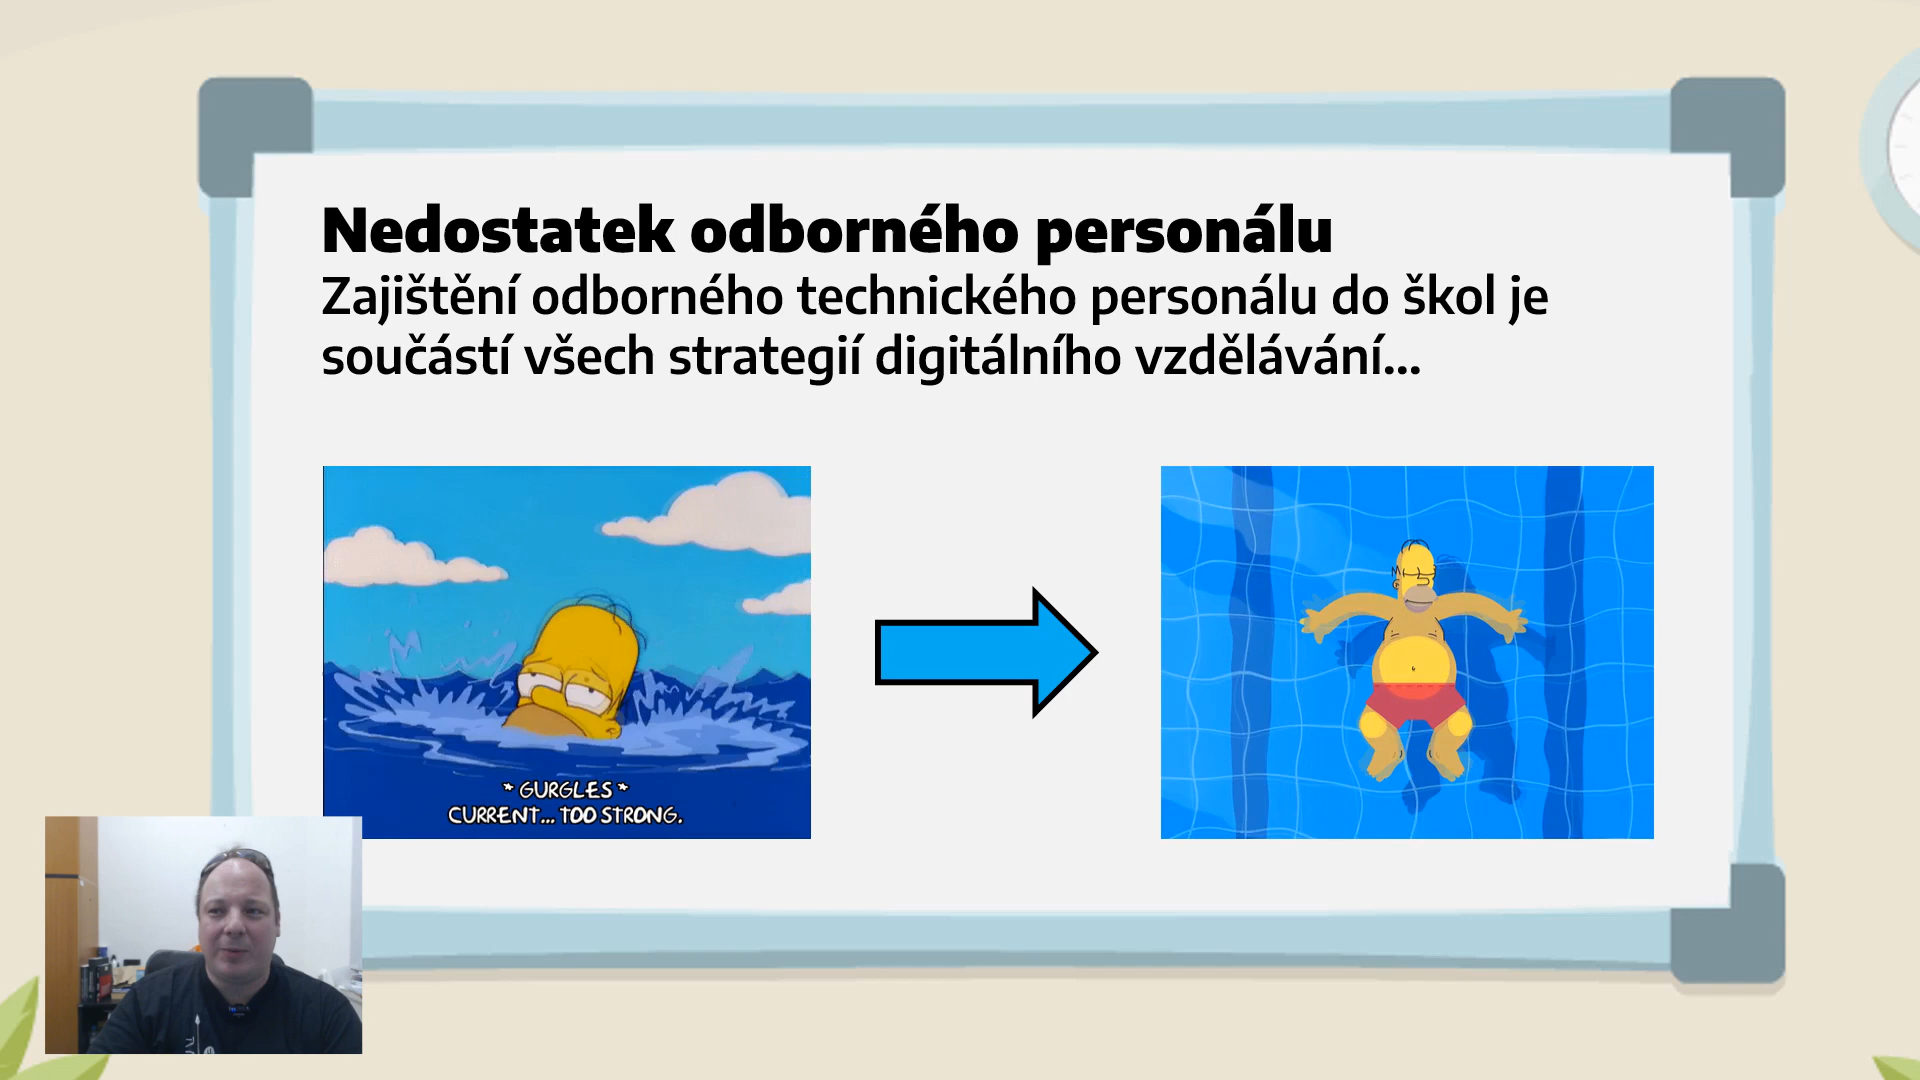 Nedostatek odborného personálu
Zajištění odborného technického personálu do škol je
součástí všech strategií digitálního vzdělávání...
* GURGLES *
CURRENT... TOO STRONG.